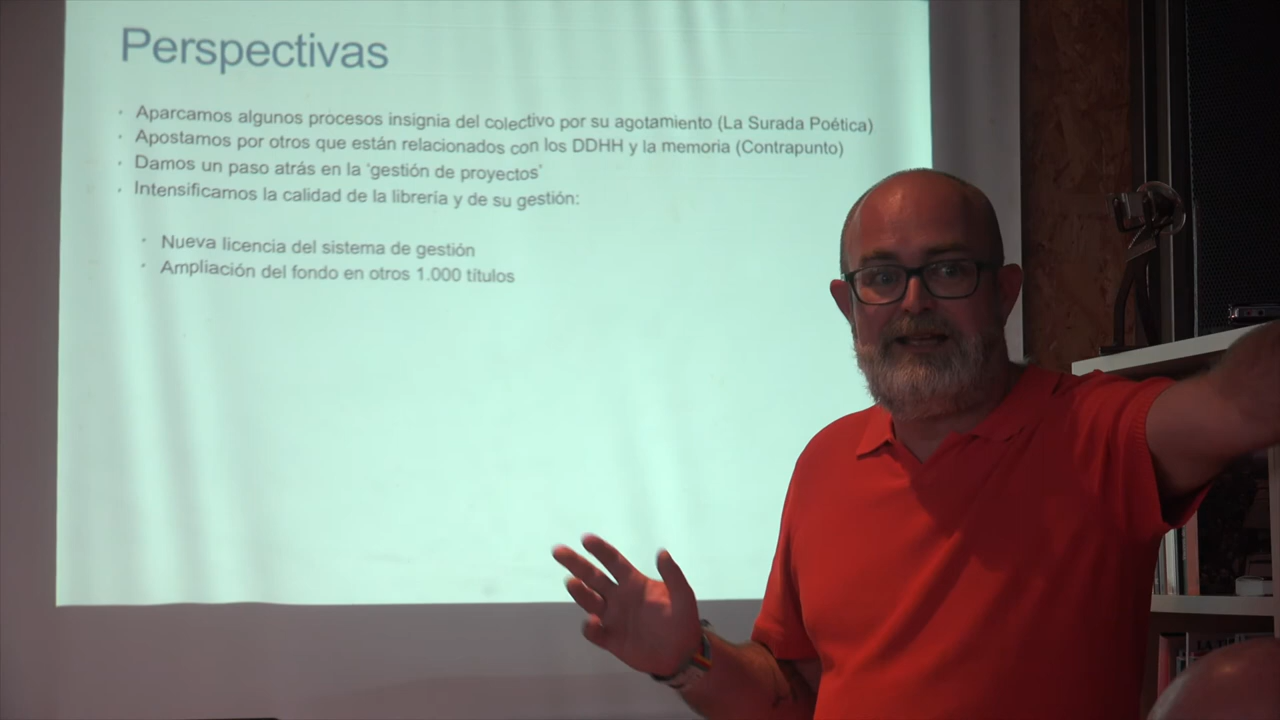 Perspectivas
· Aparcamos algunos procesos insignia del colectivo por su agotamiento (La Surada Poética)
· Apostamos por otros que están relacionados con los DDHH y la memoria (Contrapunto)
· Damos un paso atrás en la ‘gestión de proyectos’
· Intensificamos la calidad de la librería y de su gestión:
· Nueva licencia del sistema de gestión
· Ampliación del fondo en otros 1.000 títulos